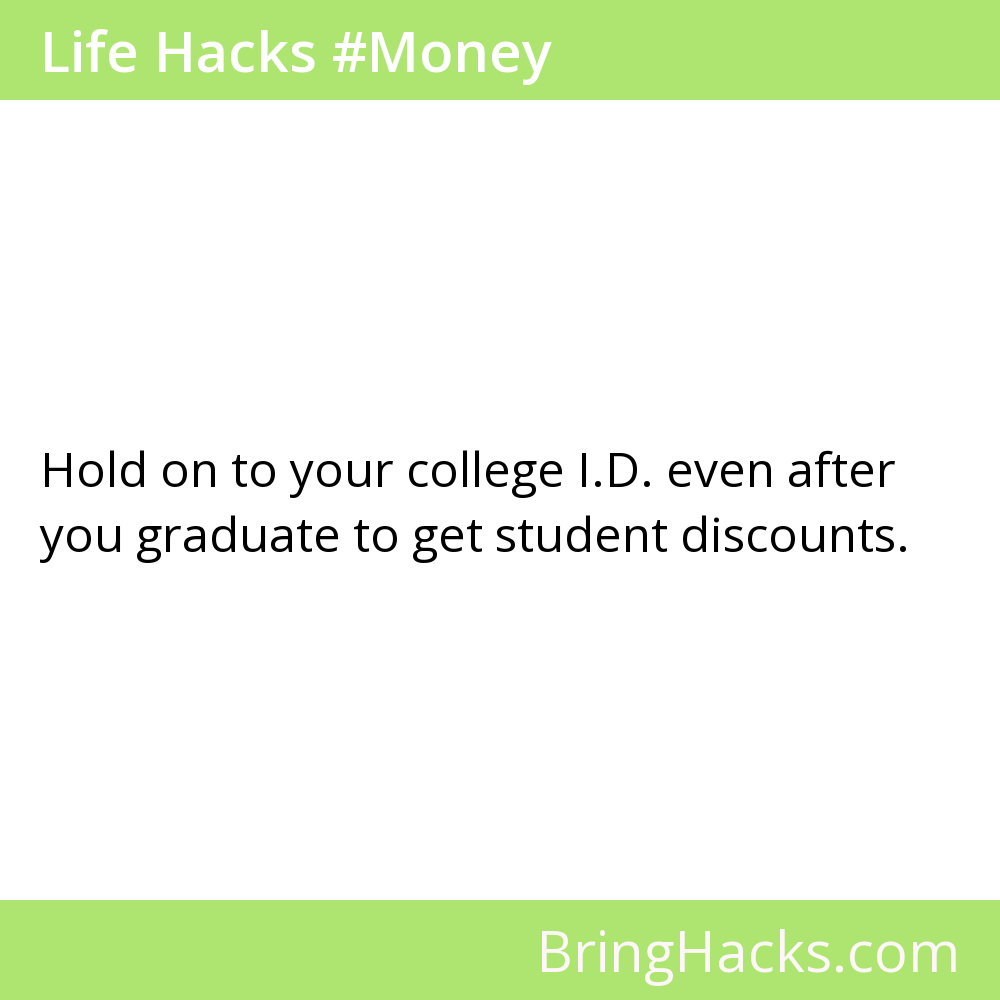 Life Hacks #Money
Hold on to your college I.D. even after
you graduate to get student discounts.
BringHacks.com